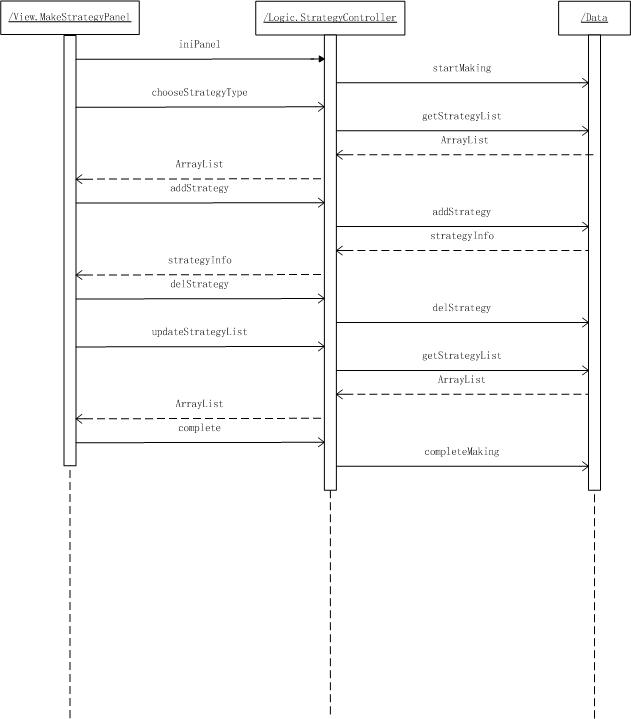 /View.MakeStrategyPanel
/Logic.StrategyController
/Data
iniPanel
startMaking
chooseStrategyType
getStrategyList
ArrayList
ArrayList
addStrategy
addStrategy
strategyInfo
strategyInfo
delStrategy
delStrategy
updateStrategyList
getStrategyList
ArrayList
ArrayList
complete
completeMaking